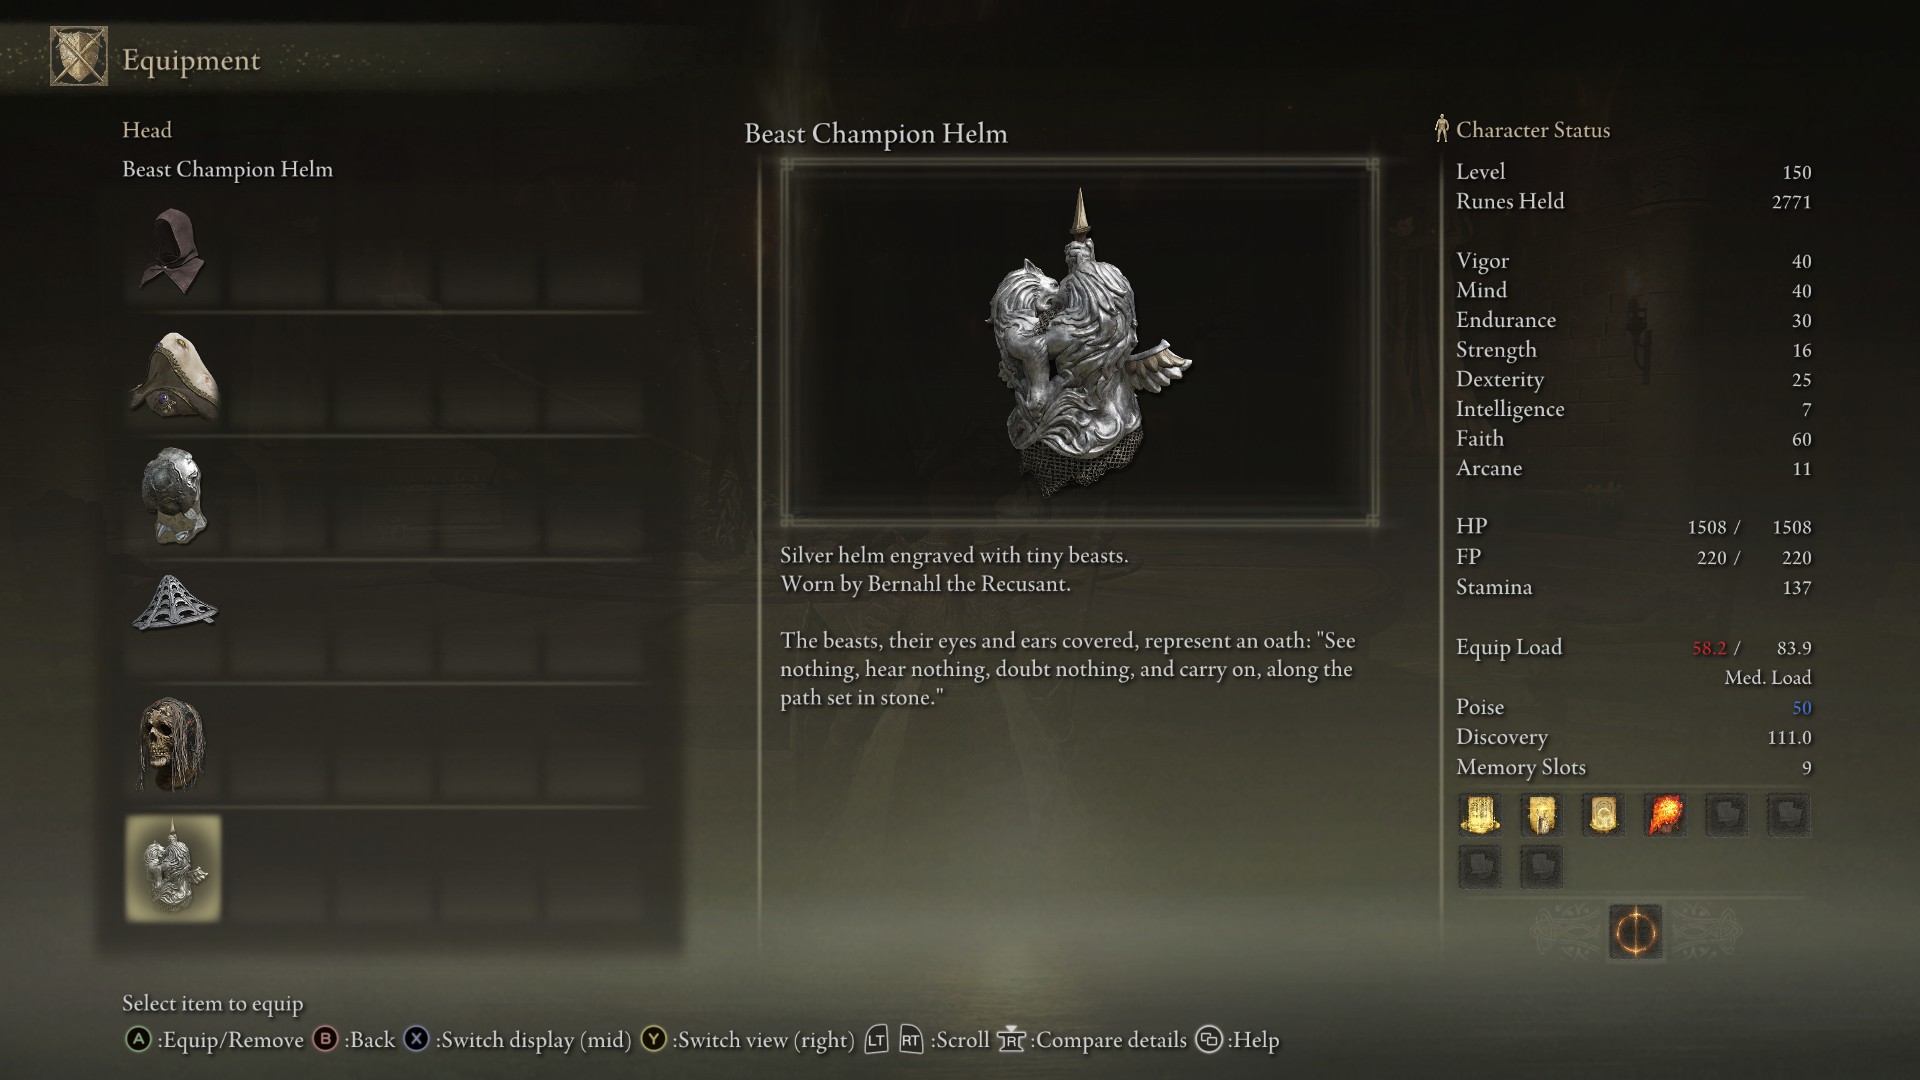 Equipment
Head
Beast Champion Helm
Beast Champion Helm
Silver helm engraved with tiny beasts.
Worn by Bernahl the Recusant.
The beasts, their eyes and ears covered, represent an oath: "See
nothing, hear nothing, doubt nothing, and carry on, along the
path set in stone."
Character Status
Level 150
Runes Held 2771
Vigor 40
Mind 40
Endurance 30
Strength 16
Dexterity 25
Intelligence 7
Faith 60
Arcane 11
HP 1508 / 1508
FP 220 / 220
Stamina 137
Equip Load 58.2 / 83.9
Med. Load
Poise 50
Discovery 111.0
Memory Slots 9
Select item to equip
A :Equip/Remove B :Back X :Switch display (mid) Y :Switch view (right) LT RT :Scroll R :Compare details :Help